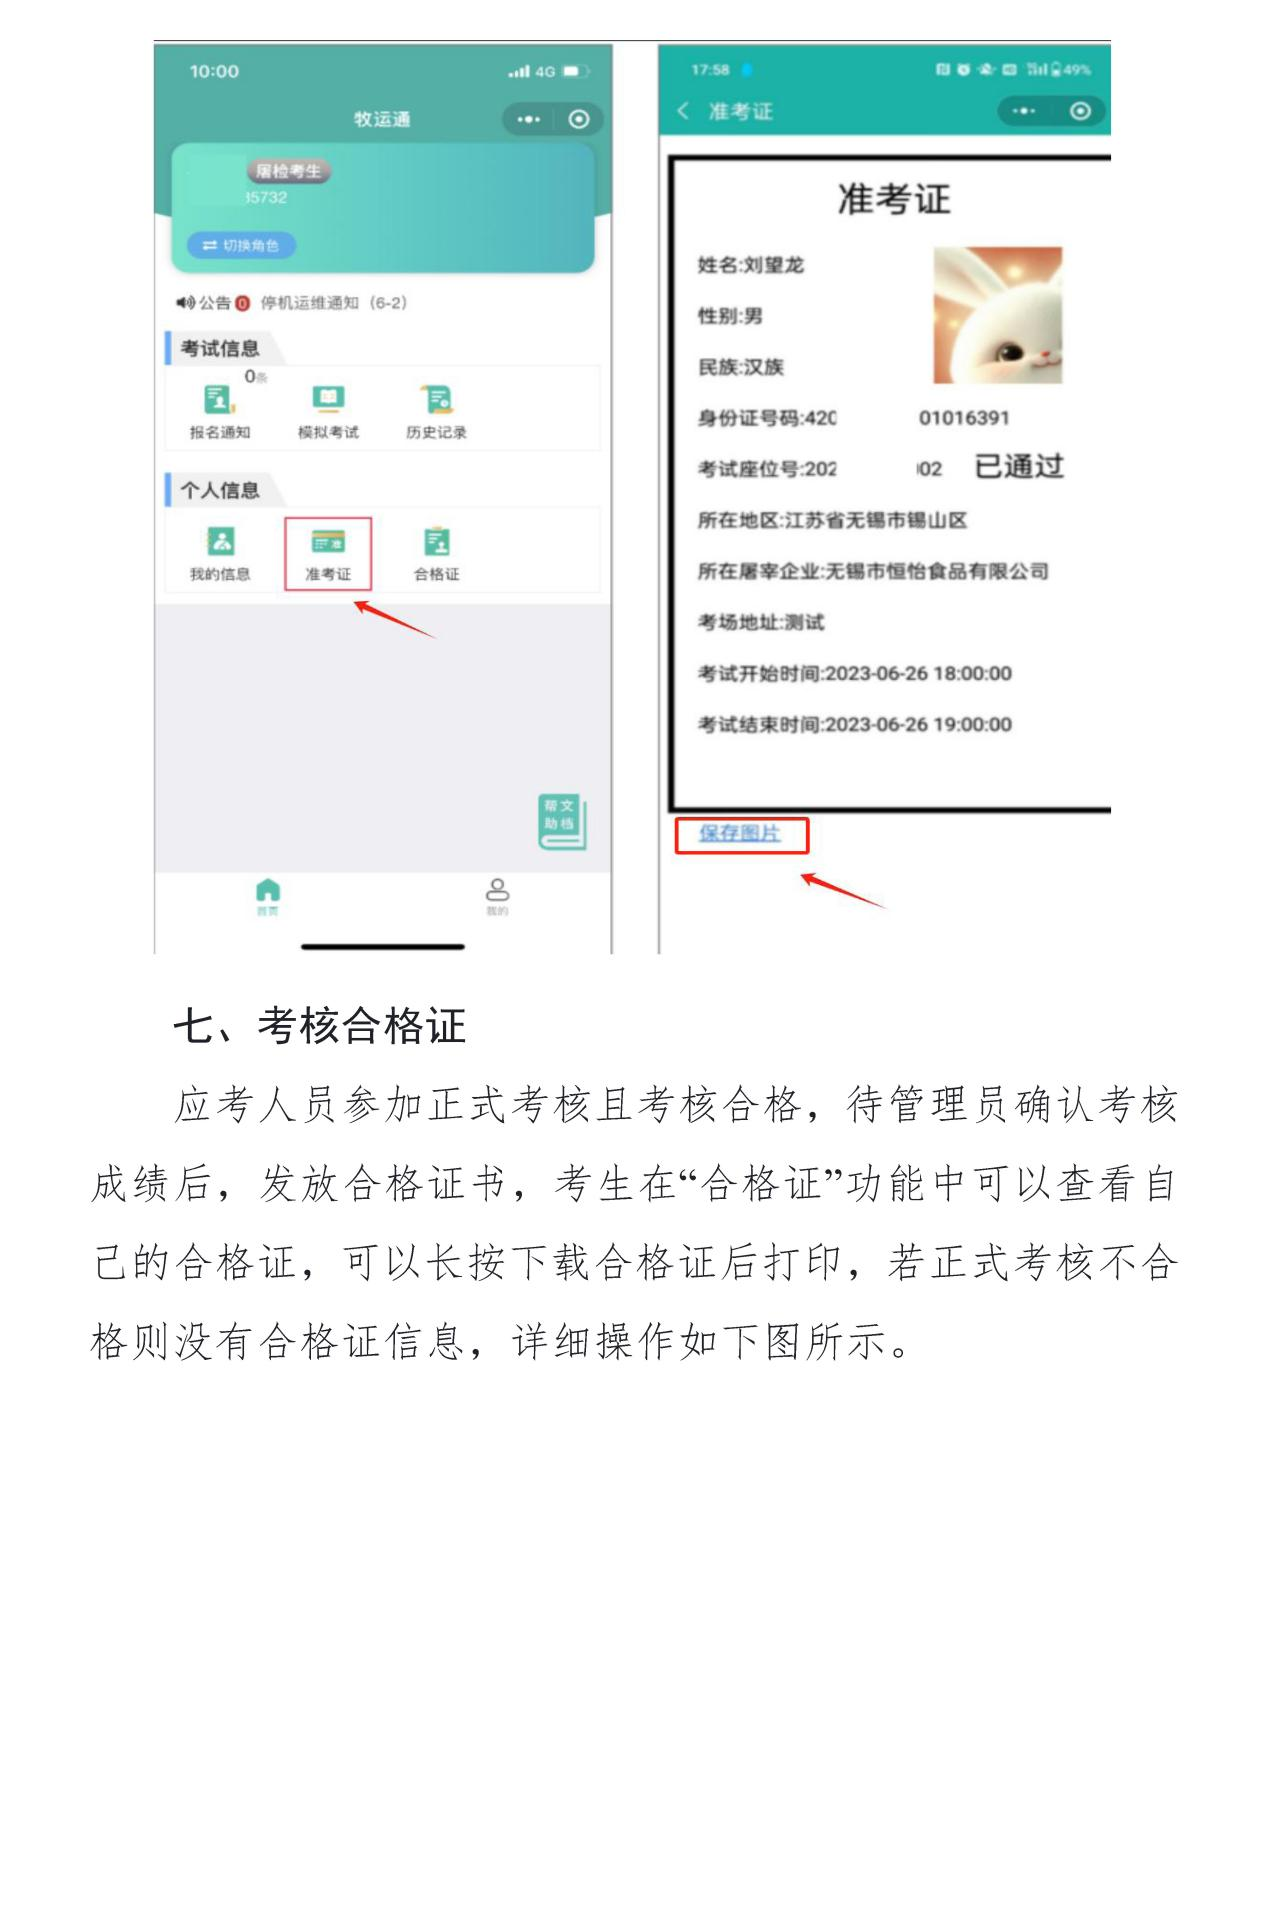 10:00
4G
牧运通
屠检考生
35732
切换角色
公告 0 停机运维通知（6-2）
考试信息
0条
报名通知 模拟考试 历史记录
个人信息
我的信息 准考证 合格证
帮文
助档
首页 我的
17:58
49%
准考证
准考证
姓名:刘望龙
性别:男
民族:汉族
身份证号码:420 01016391
考试座位号:202 002 已通过
所在地区:江苏省无锡市锡山区
所在屠宰企业:无锡市恒怡食品有限公司
考场地址:测试
考试开始时间:2023-06-26 18:00:00
考试结束时间:2023-06-26 19:00:00
保存图片
七、考核合格证
应考人员参加正式考核且考核合格，待管理员确认考核
成绩后，发放合格证书，考生在“合格证”功能中可以查看自
己的合格证，可以长按下载合格证后打印，若正式考核不合
格则没有合格证信息，详细操作如下图所示。